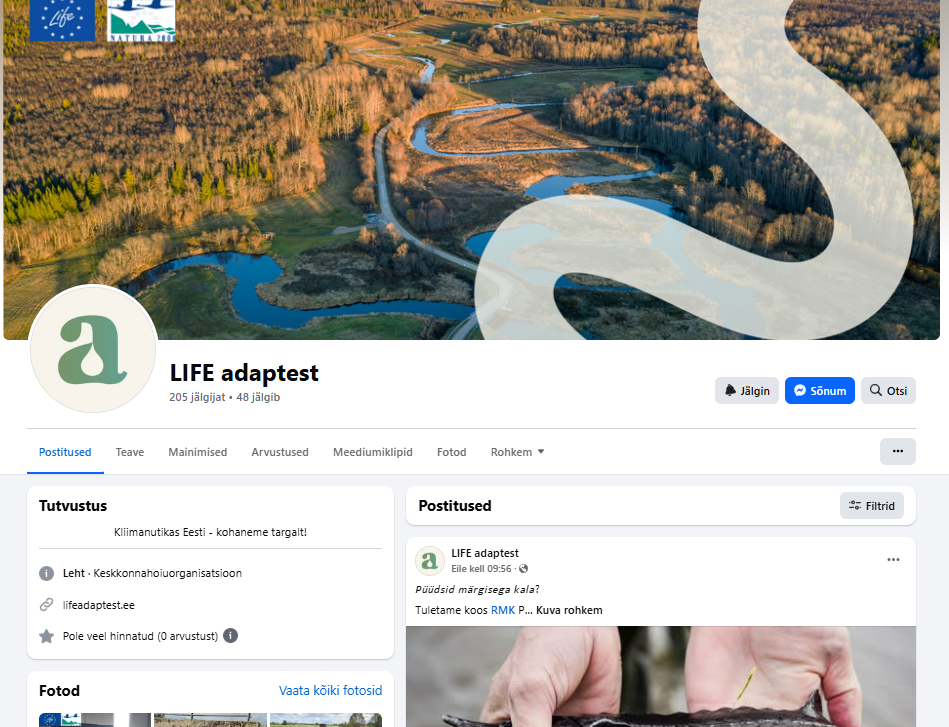 Life
NATURA 2000
a
LIFE adaptest
205 jälgijat • 48 jälgib
Jälgin
Sõnum
Otsi
Postitused
Teave
Mainimised
Arvustused
Meediumiklipid
Fotod
Rohkem
Tutvustus
Kliimanutikas Eesti - kohaneme targalt!
Leht · Keskkonnahoiuorganisatsioon
lifeadaptest.ee
Pole veel hinnatud (0 arvustust)
Fotod
Vaata kõiki fotosid
Postitused
Filtrid
a
LIFE adaptest
Eile kell 09:56 ·
Püüdsid märgisega kala?
Tuletame koos RMK P... Kuva rohkem